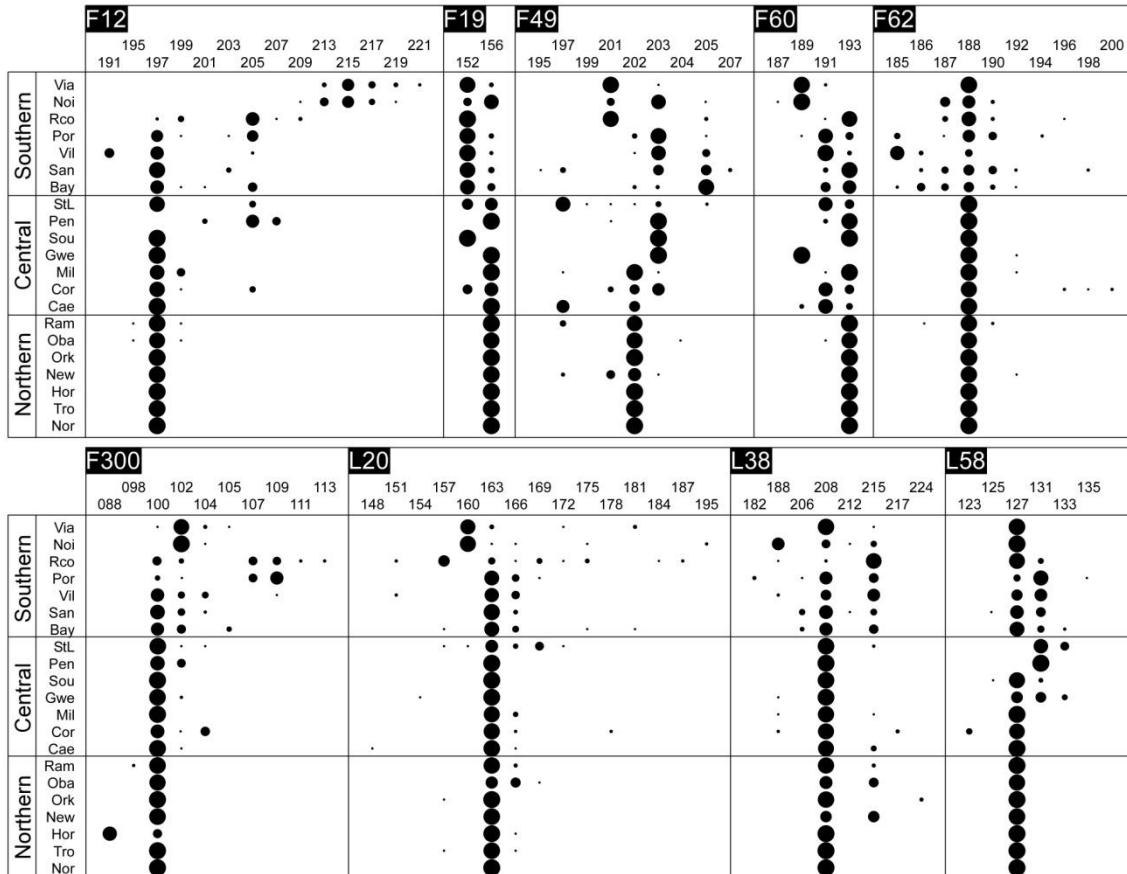 F12 F19 F49 F60 F62
195 199 203 207 213 217 221 156 197 201 203 205 189 193 186 188 192 196 200
191 197 201 205 209 215 219 152 195 199 202 204 207 187 191 185 187 190 194 198
Southern
Via
Noi
Rco
Por
Vil
San
Bay
Central
StL
Pen
Sou
Gwe
Mil
Cor
Cae
Northern
Ram
Oba
Ork
New
Hor
Tro
Nor
F300 L20 L38 L58
098 102 105 109 113 151 157 163 169 175 181 187 188 208 215 224 125 131 135
088 100 104 107 111 148 154 160 166 172 178 184 195 182 206 212 217 123 127 133
Southern
Via
Noi
Rco
Por
Vil
San
Bay
Central
StL
Pen
Sou
Gwe
Mil
Cor
Cae
Northern
Ram
Oba
Ork
New
Hor
Tro
Nor